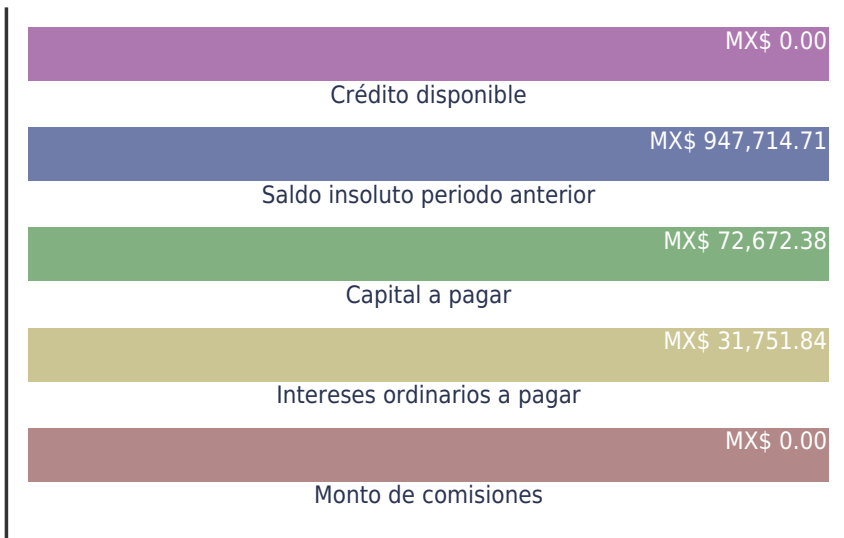 MX$ 0.00
Crédito disponible
MX$ 947,714.71
Saldo insoluto periodo anterior
MX$ 72,672.38
Capital a pagar
MX$ 31,751.84
Intereses ordinarios a pagar
MX$ 0.00
Monto de comisiones